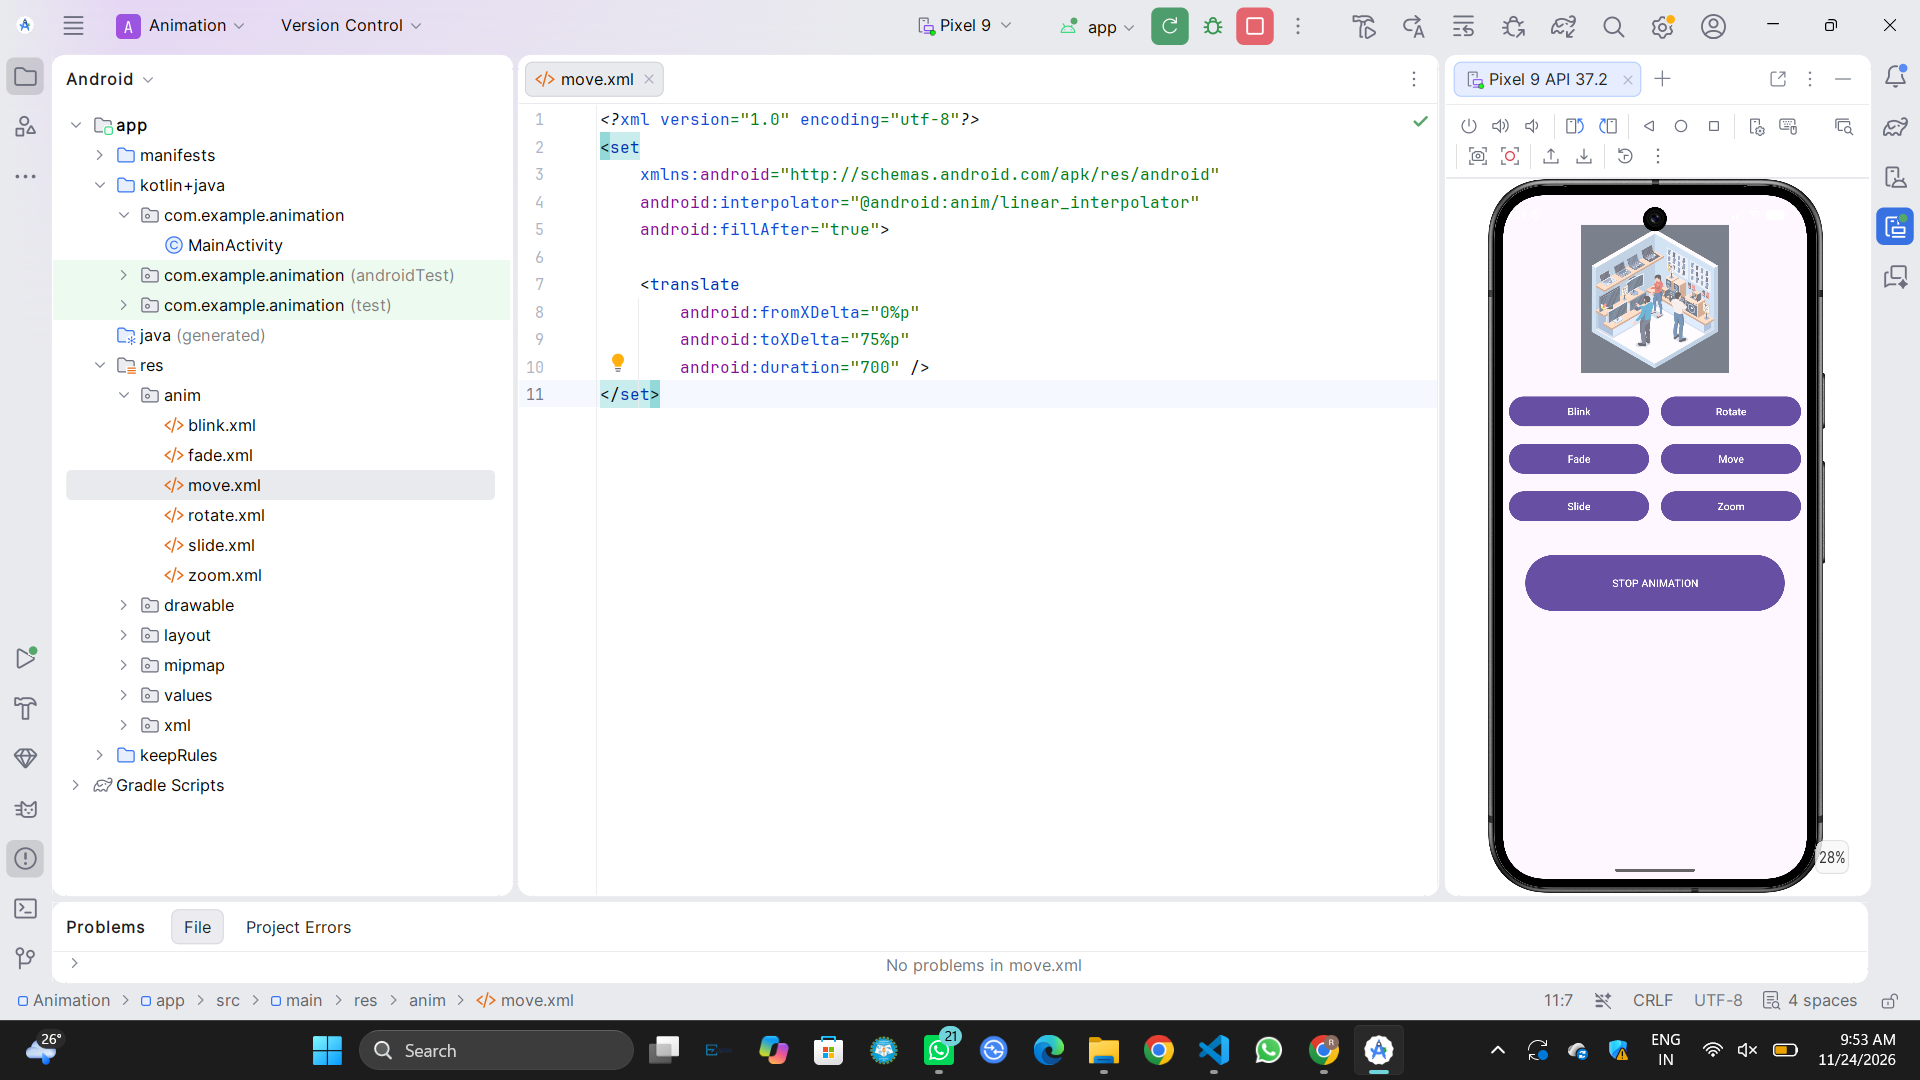 A Animation Version Control Pixel 9 app
Android
app
manifests
kotlin+java
com.example.animation
MainActivity
com.example.animation (androidTest)
com.example.animation (test)
java (generated)
res
anim
blink.xml
fade.xml
move.xml
rotate.xml
slide.xml
zoom.xml
drawable
layout
mipmap
values
xml
keepRules
Gradle Scripts
</> move.xml
1 <?xml version="1.0" encoding="utf-8"?>
2 <set
3 xmlns:android="http://schemas.android.com/apk/res/android"
4 android:interpolator="@android:anim/linear_interpolator"
5 android:fillAfter="true">
6
7 <translate
8 android:fromXDelta="0%p"
9 android:toXDelta="75%p"
10 android:duration="700" />
11 </set>
Pixel 9 API 37.2
Blink Rotate
Fade Move
Slide Zoom
STOP ANIMATION
28%
Problems File Project Errors
No problems in move.xml
Animation > app > src > main > res > anim > </> move.xml
11:7 CRLF UTF-8 4 spaces
26°
Search
21
R
ENG
IN
9:53 AM
11/24/2026